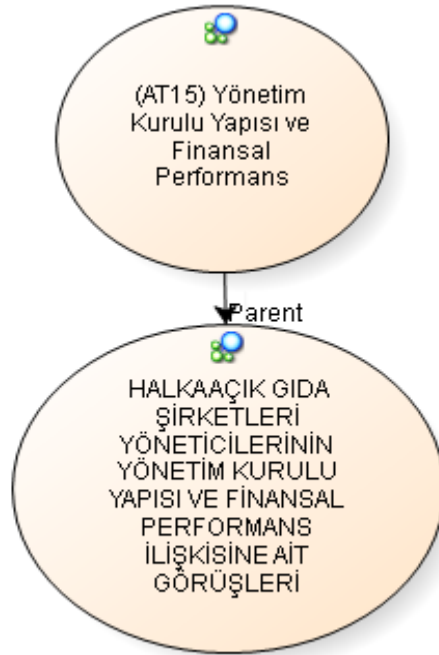 (AT15) Yönetim
Kurulu Yapısı ve
Finansal
Performans
Parent
HALKAAÇIK GIDA
ŞİRKETLERİ
YÖNETİCİLERİNİN
YÖNETİM KURULU
YAPISI VE FİNANSAL
PERFORMANS
İLİŞKİSİNE AİT
GÖRÜŞLERİ